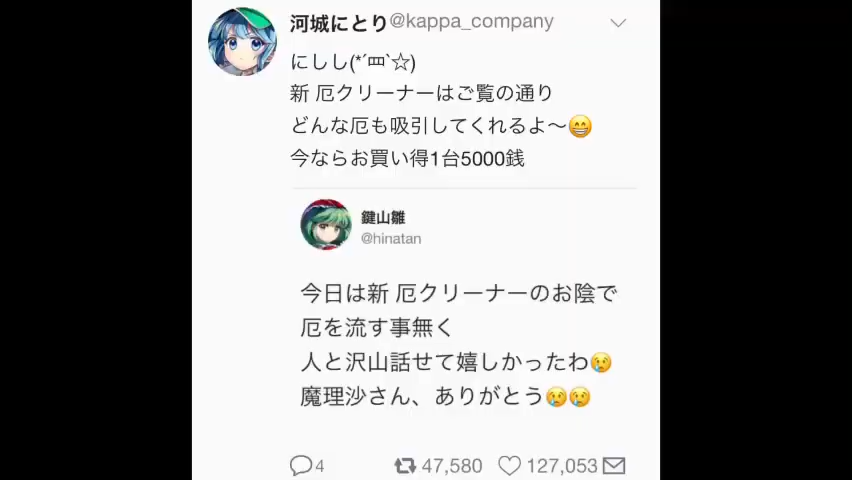 河城にとり@kappa_company
にしし(*´罒`☆)
新 厄クリーナーはご覧の通り
どんな厄も吸引してくれるよ〜😁
今ならお買い得1台5000銭
鍵山雛
@hinatan
今日は新 厄クリーナーのお陰で
厄を流す事無く
人と沢山話せて嬉しかったわ😢
魔理沙さん、ありがとう😢😢
4 47,580 127,053